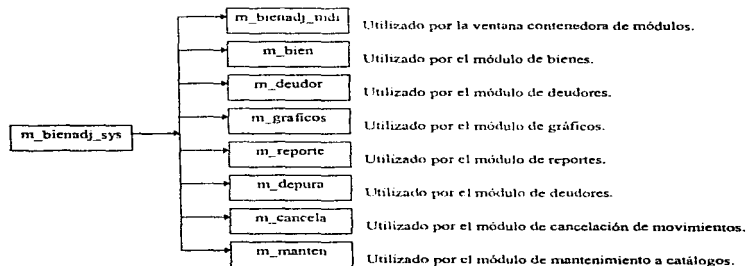 m_bienadj_mdi Utilizado por la ventana contenedora de módulos.
m_bien Utilizado por el módulo de bienes.
m_deudor Utilizado por el módulo de deudores.
m_graficos Utilizado por el módulo de gráficos.
m_bienadj_sys
m_reporte Utilizado por el módulo de reportes.
m_depura Utilizado por el módulo de deudores.
m_cancela Utilizado por el módulo de cancelación de movimientos.
m_manten Utilizado por el módulo de mantenimiento a catálogos.